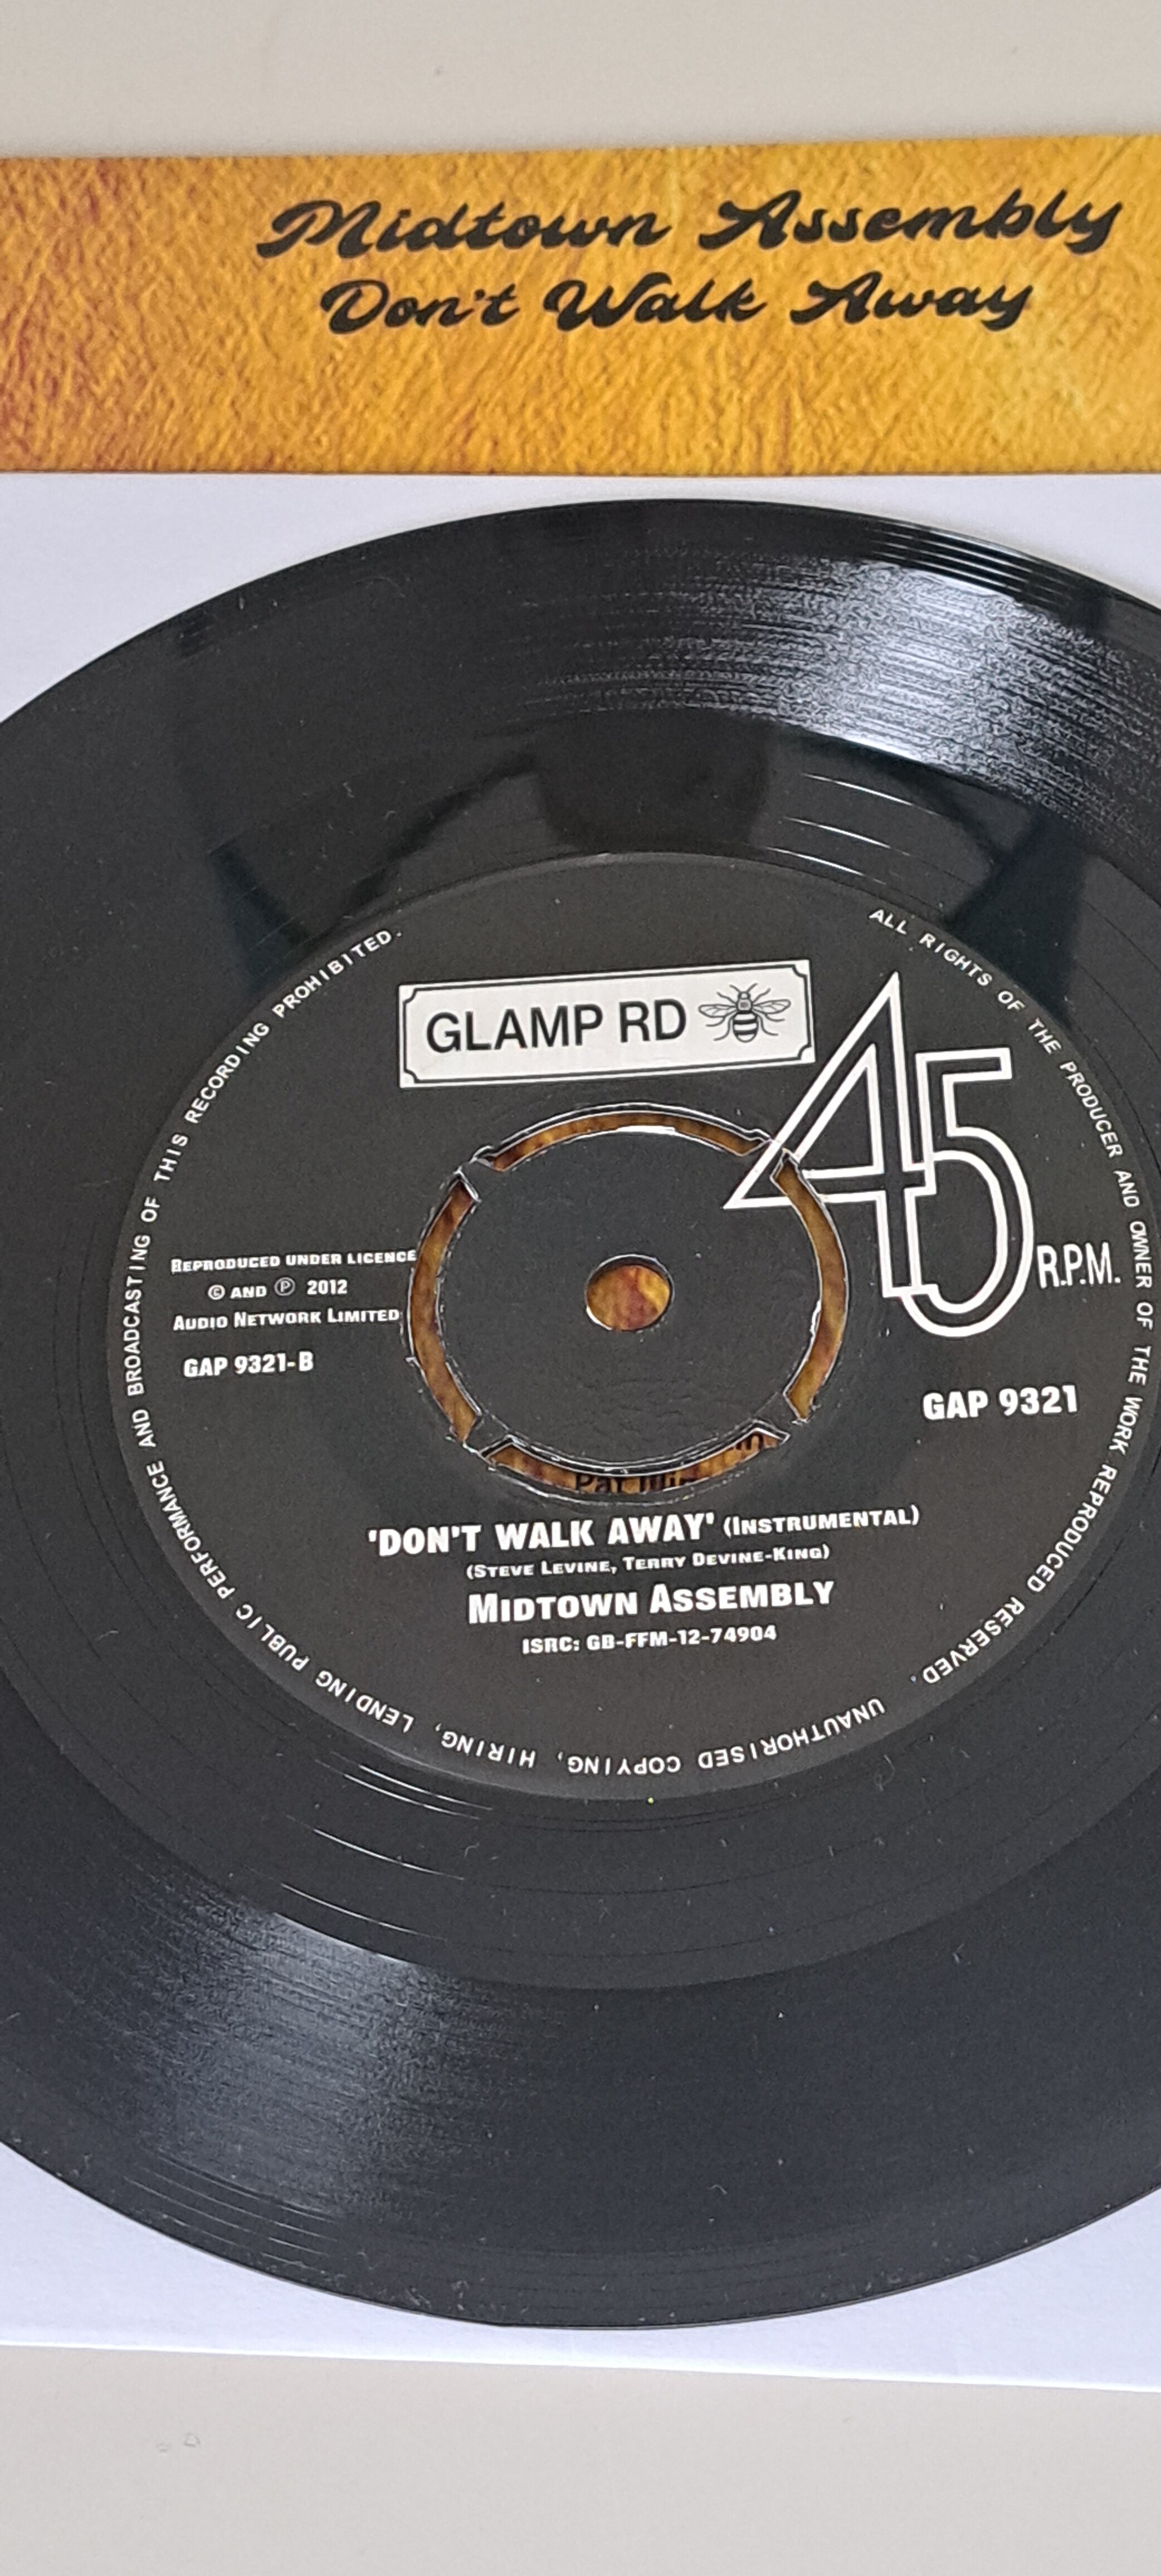 Midtown Assembly
Don't Walk Away
GLAMP RD
45 R.P.M.
REPRODUCED UNDER LICENCE
© AND ℗ 2012
AUDIO NETWORK LIMITED
GAP 9321-B
GAP 9321
'DON'T WALK AWAY' (INSTRUMENTAL)
(STEVE LEVINE, TERRY DEVINE-KING)
MIDTOWN ASSEMBLY
ISRC: GB-FFM-12-74904
ALL RIGHTS OF THE PRODUCER AND OWNER OF THE WORK REPRODUCED RESERVED. UNAUTHORISED COPYING, HIRING, LENDING PUBLIC PERFORMANCE AND BROADCASTING OF THIS RECORDING PROHIBITED.
Pat